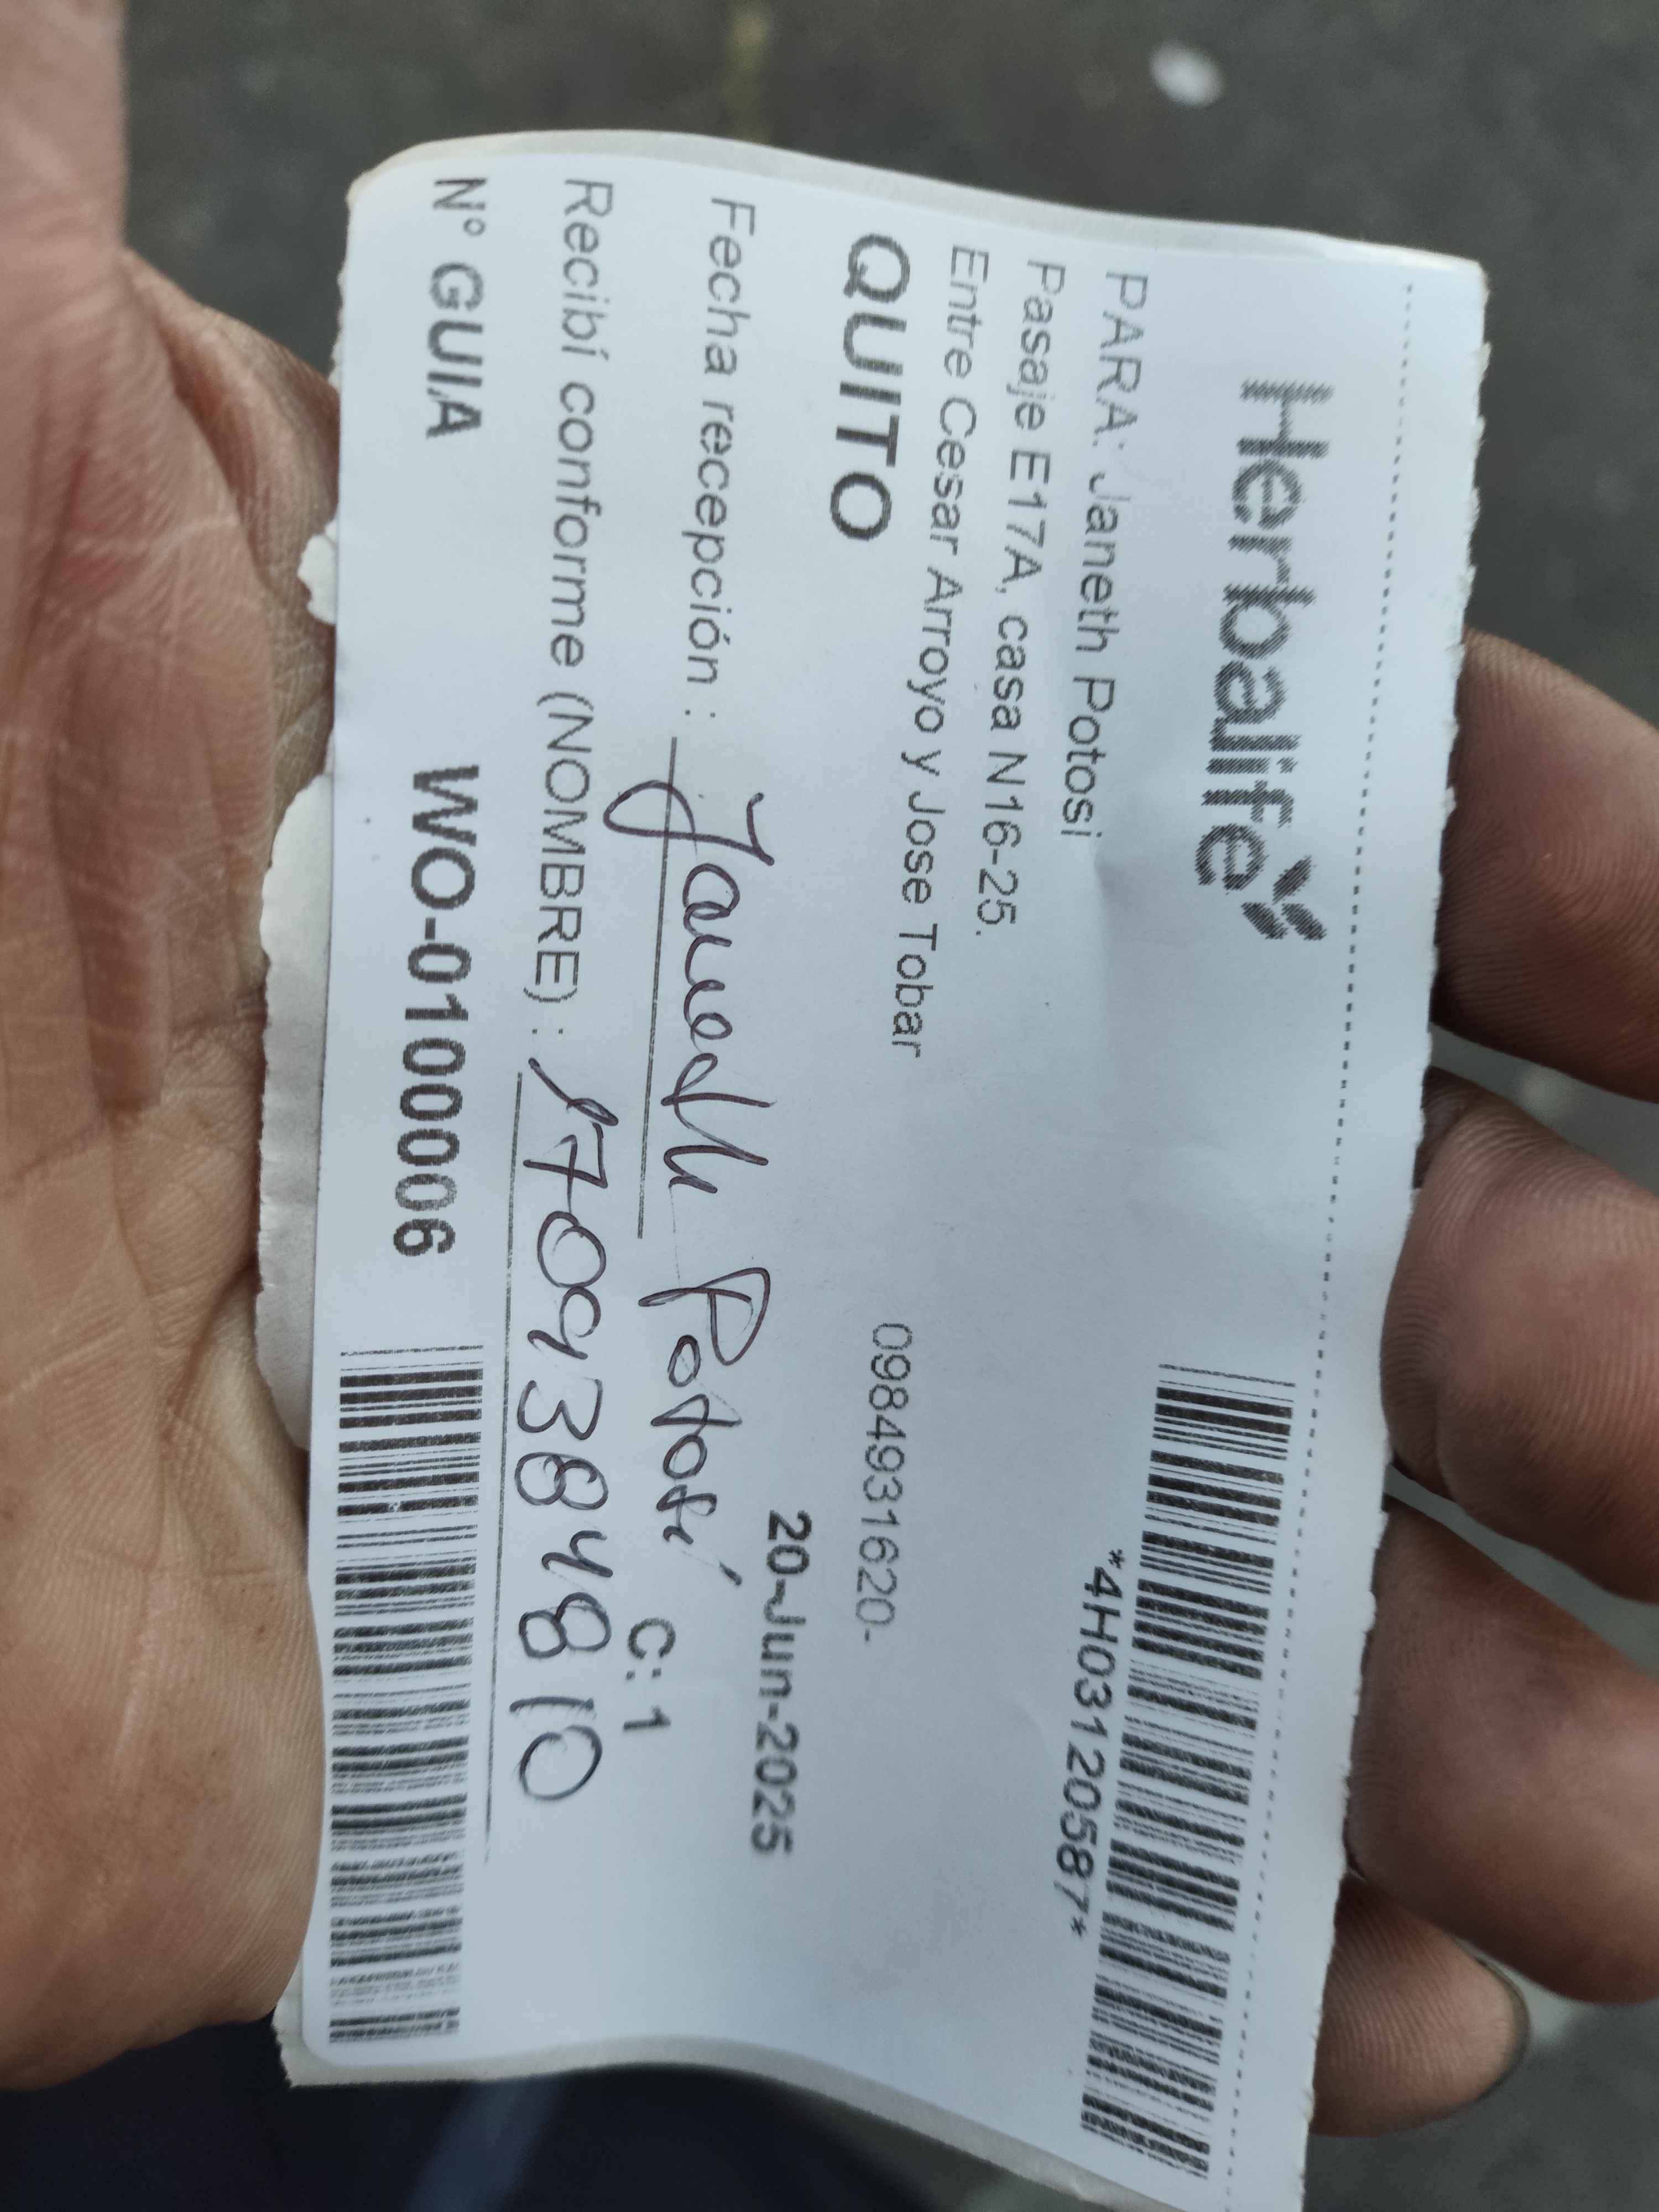 Herbalife
*4H03120587*
PARA: Janeth Potosi
Pasaje E17A, casa N16-25.
Entre Cesar Arroyo y Jose Tobar
QUITO 0984931620-
20-Jun-2025
Fecha recepción : Janeth Potosí
C: 1
Recibí conforme (NOMBRE) : 1709384810
N° GUIA WO-0100006